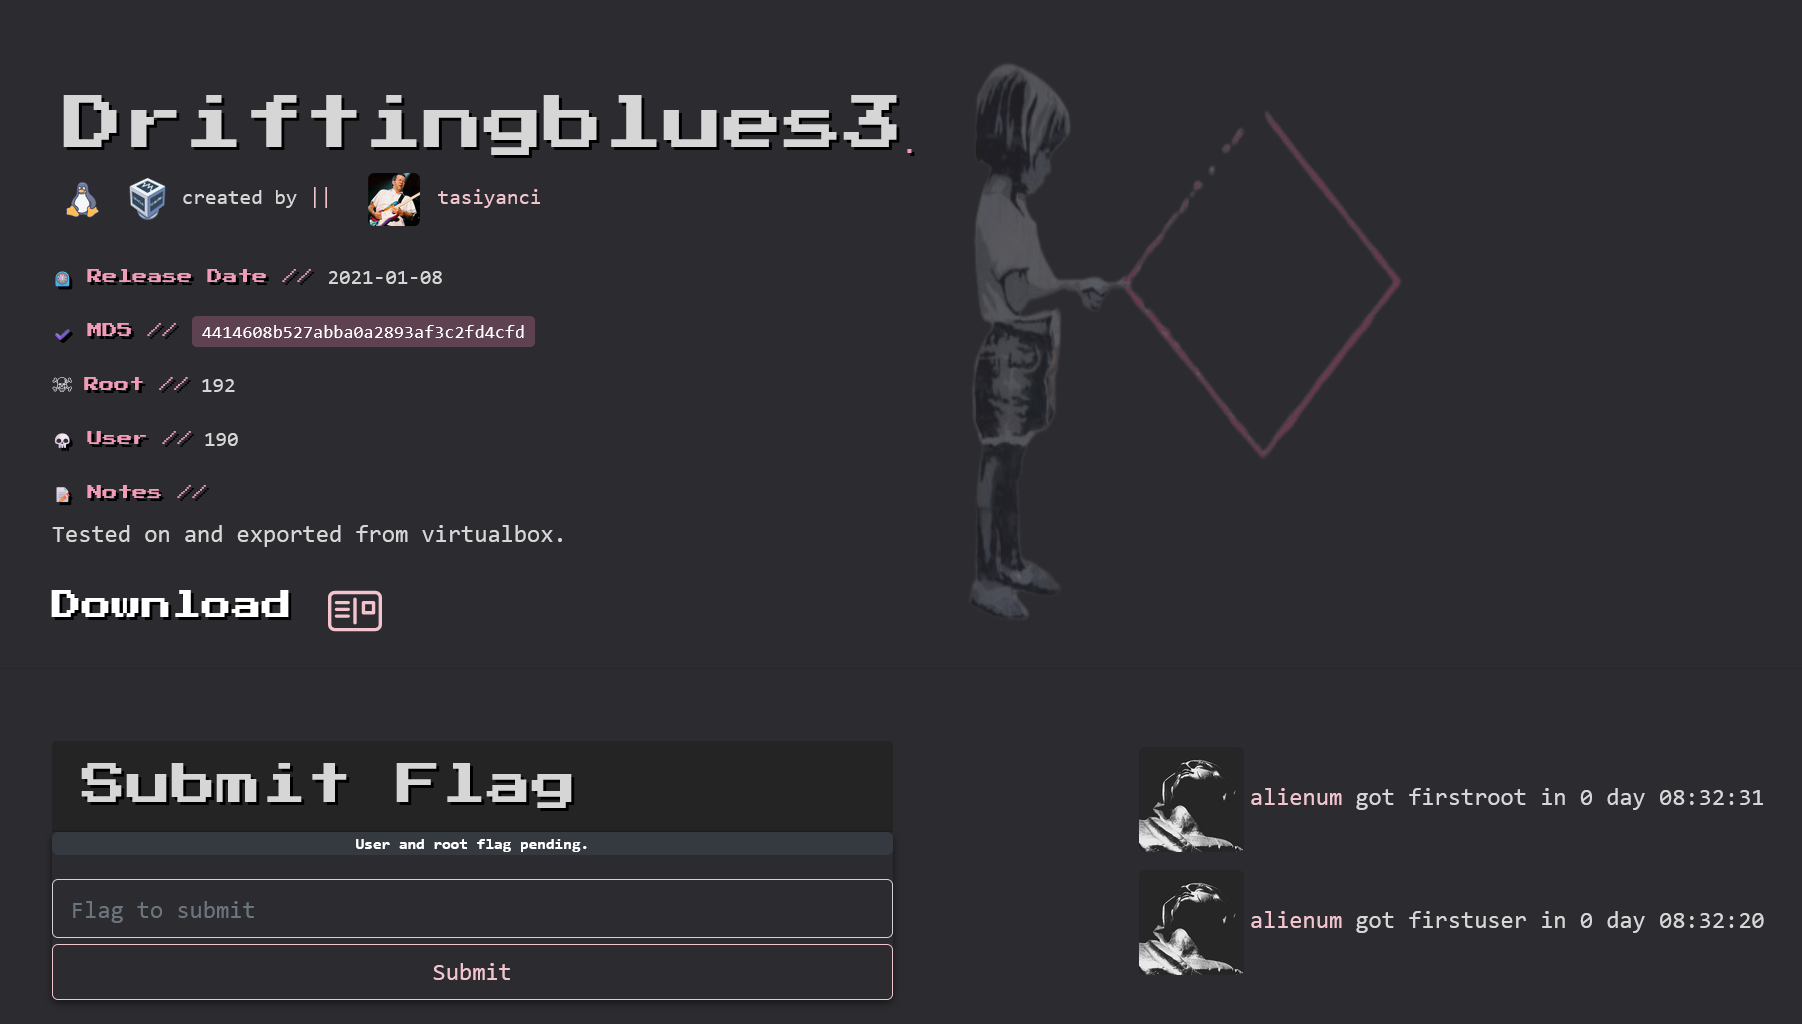 Driftingblues3.
created by || tasiyanci
Release Date // 2021-01-08
MD5 // 4414608b527abba0a2893af3c2fd4cfd
Root // 192
User // 190
Notes //
Tested on and exported from virtualbox.
Download
Submit Flag
User and root flag pending.
Flag to submit
Submit
alienum got firstroot in 0 day 08:32:31
alienum got firstuser in 0 day 08:32:20